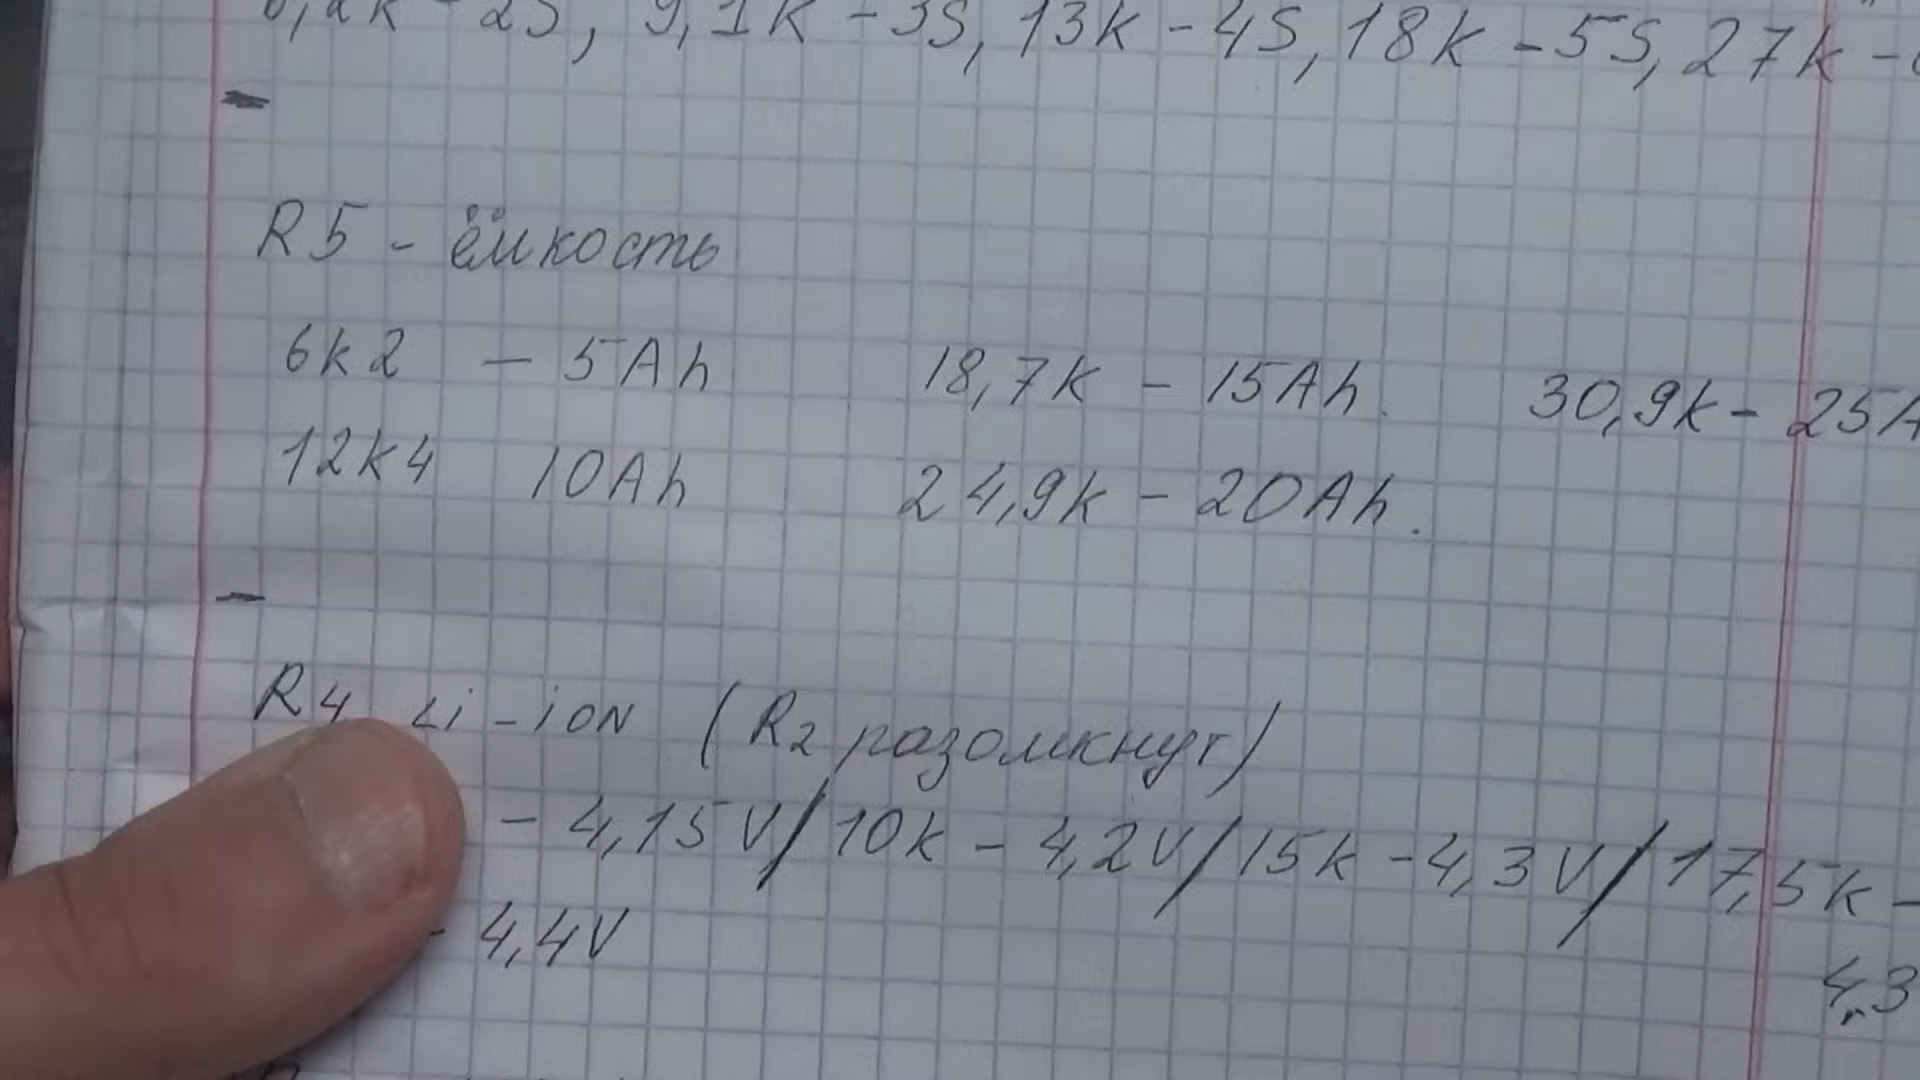 2S, 9,1k - 3S, 13k - 4S, 18k - 5S, 27k -
R5 - ёмкость
6k2 - 5Ah 18,7k - 15Ah. 30,9k - 25A
12k4 10Ah 24,9k - 20Ah.
R4 Li-iON (R2 разомкнут)
- 4,15V/10k - 4,2V/15k - 4,3V/17,5k -
- 4,4V 4,3